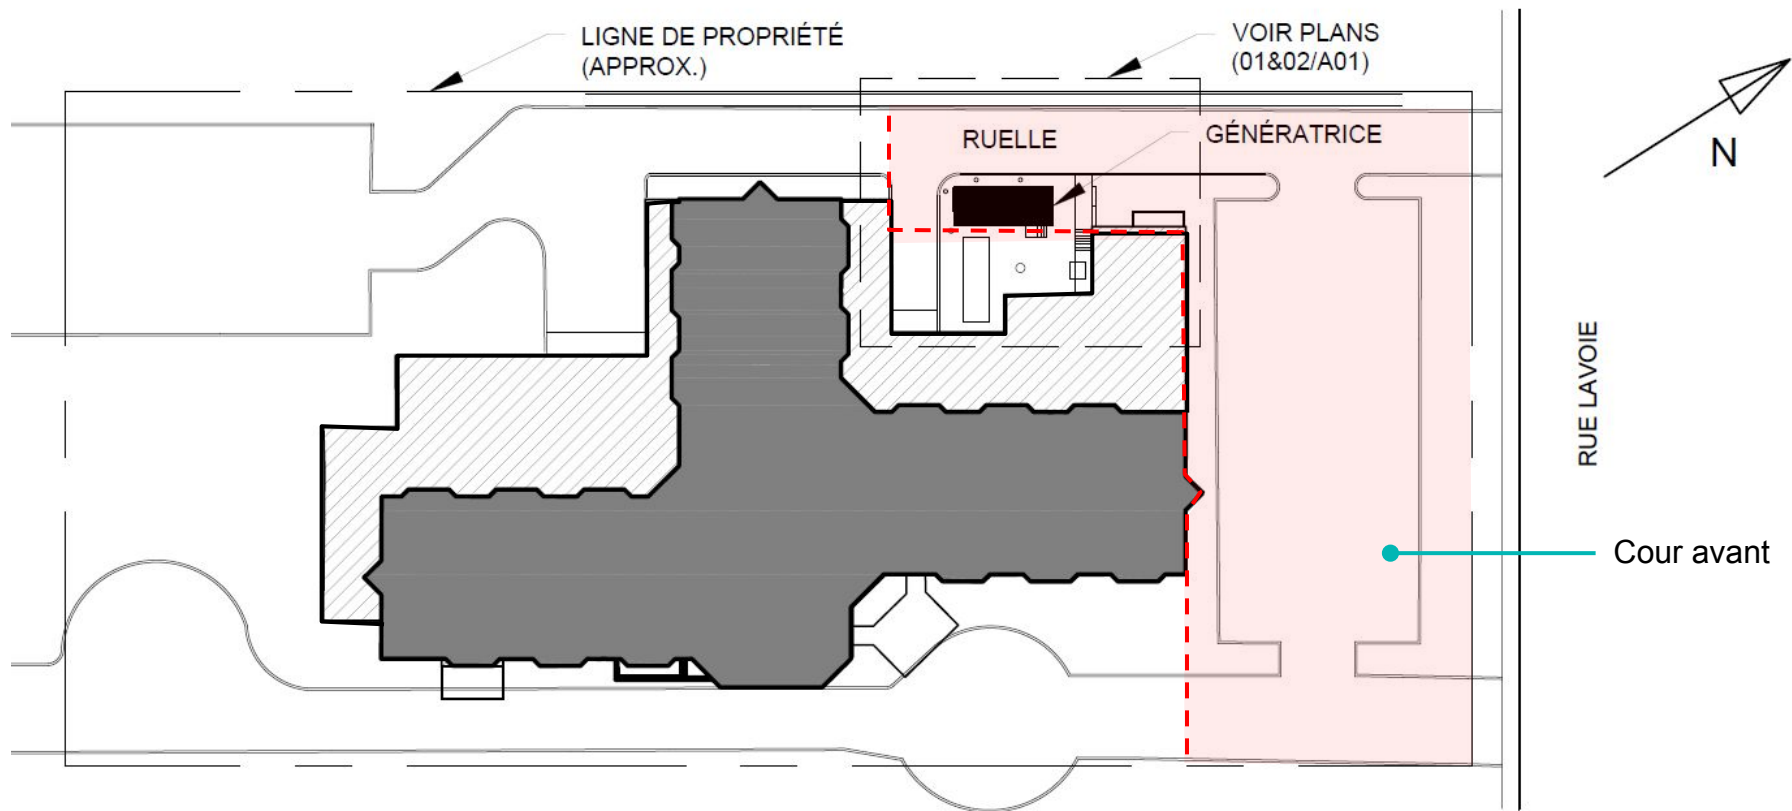 LIGNE DE PROPRIÉTÉ
(APPROX.)
VOIR PLANS
(01&02/A01)
RUELLE
GÉNÉRATRICE
N
RUE LAVOIE
Cour avant